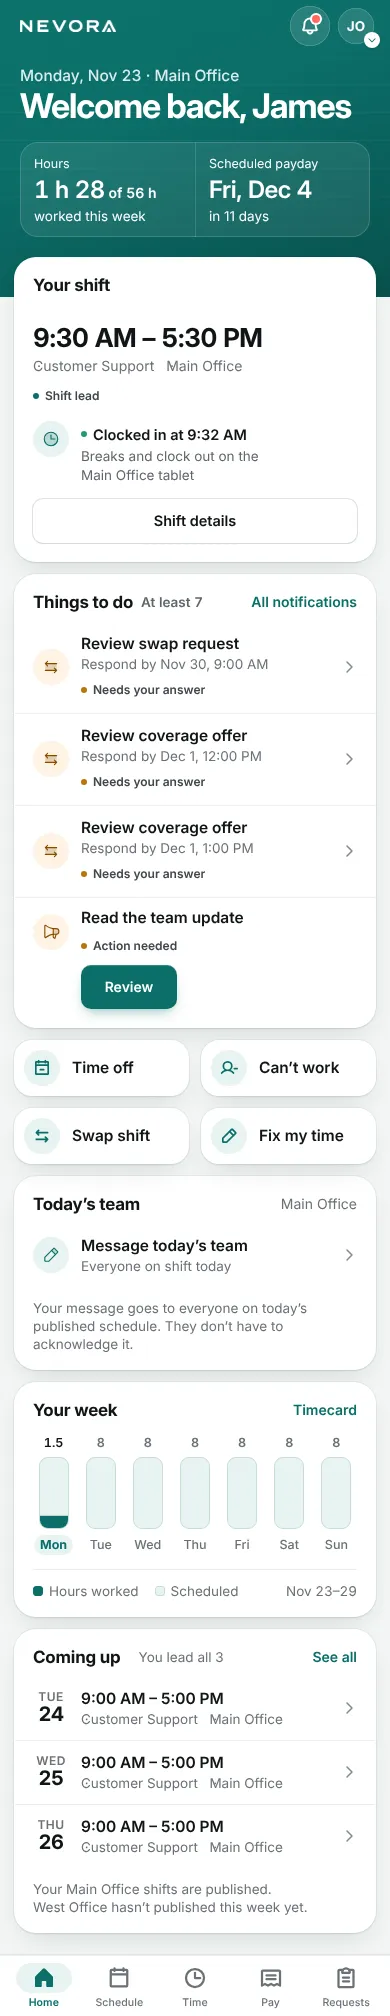 NEVORA
JO
Monday, Nov 23 · Main Office
Welcome back, James
Hours
1 h 28 of 56 h
worked this week
Scheduled payday
Fri, Dec 4
in 11 days
Your shift
9:30 AM – 5:30 PM
Customer Support Main Office
Shift lead
Clocked in at 9:32 AM
Breaks and clock out on the
Main Office tablet
Shift details
Things to do At least 7 All notifications
Review swap request
Respond by Nov 30, 9:00 AM
Needs your answer
Review coverage offer
Respond by Dec 1, 12:00 PM
Needs your answer
Review coverage offer
Respond by Dec 1, 1:00 PM
Needs your answer
Read the team update
Action needed
Review
Time off
Can't work
Swap shift
Fix my time
Today's team Main Office
Message today's team
Everyone on shift today
Your message goes to everyone on today's
published schedule. They don't have to
acknowledge it.
Your week Timecard
1.5 8 8 8 8 8 8
Mon Tue Wed Thu Fri Sat Sun
Hours worked Scheduled Nov 23–29
Coming up You lead all 3 See all
TUE
24
9:00 AM – 5:00 PM
Customer Support Main Office
WED
25
9:00 AM – 5:00 PM
Customer Support Main Office
THU
26
9:00 AM – 5:00 PM
Customer Support Main Office
Your Main Office shifts are published.
West Office hasn't published this week yet.
Home Schedule Time Pay Requests